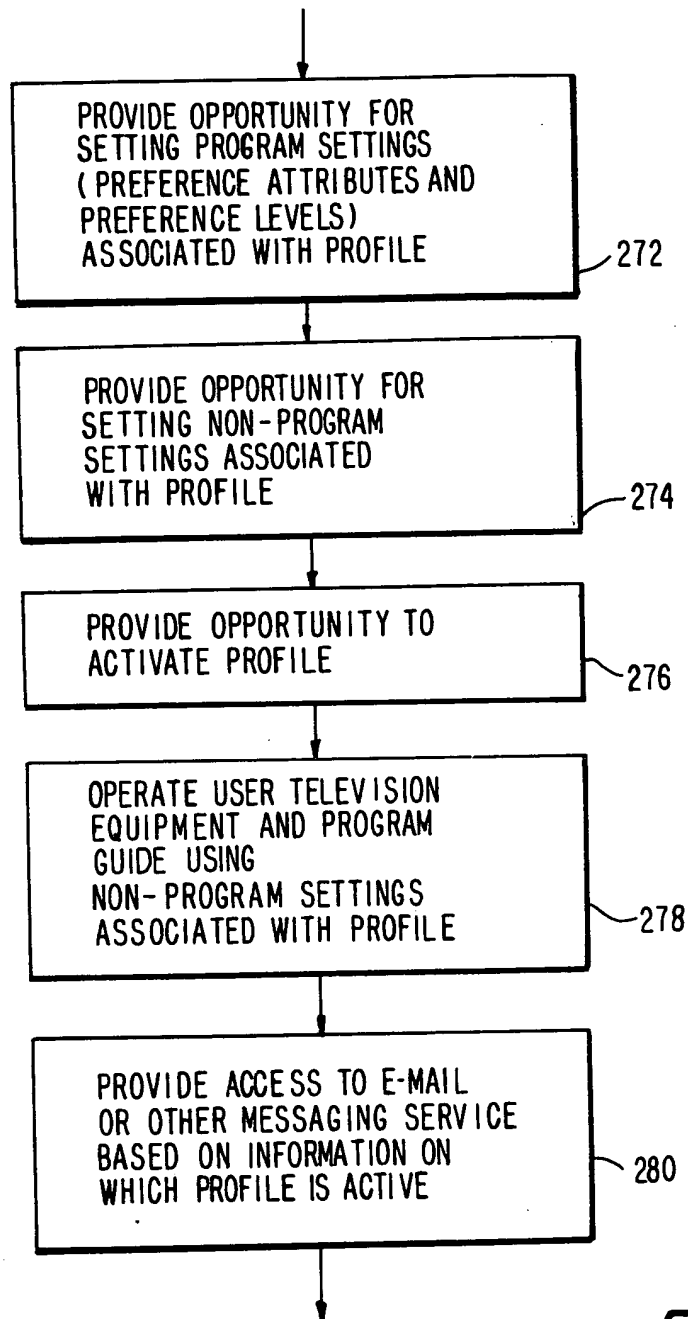 PROVIDE OPPORTUNITY FOR
SETTING PROGRAM SETTINGS
(PREFERENCE ATTRIBUTES AND
PREFERENCE LEVELS)
ASSOCIATED WITH PROFILE
272
PROVIDE OPPORTUNITY FOR
SETTING NON-PROGRAM
SETTINGS ASSOCIATED
WITH PROFILE
274
PROVIDE OPPORTUNITY TO
ACTIVATE PROFILE
276
OPERATE USER TELEVISION
EQUIPMENT AND PROGRAM
GUIDE USING
NON-PROGRAM SETTINGS
ASSOCIATED WITH PROFILE
278
PROVIDE ACCESS TO E-MAIL
OR OTHER MESSAGING SERVICE
BASED ON INFORMATION ON
WHICH PROFILE IS ACTIVE
280